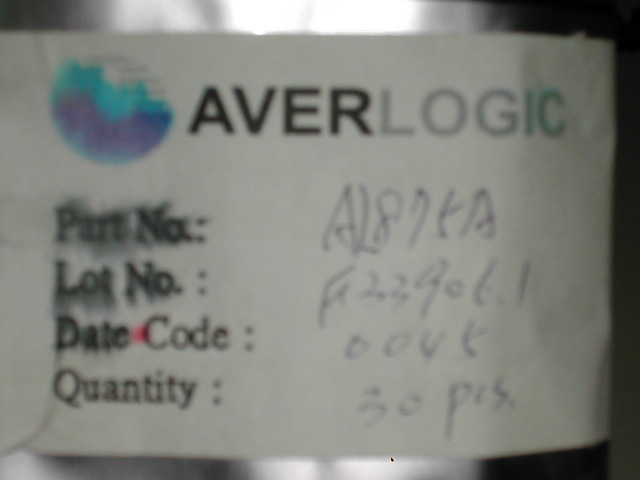 AVERLOGIC
Part No.: AL875A
Lot No. :
Date Code : 0045
Quantity : 30 pcs.